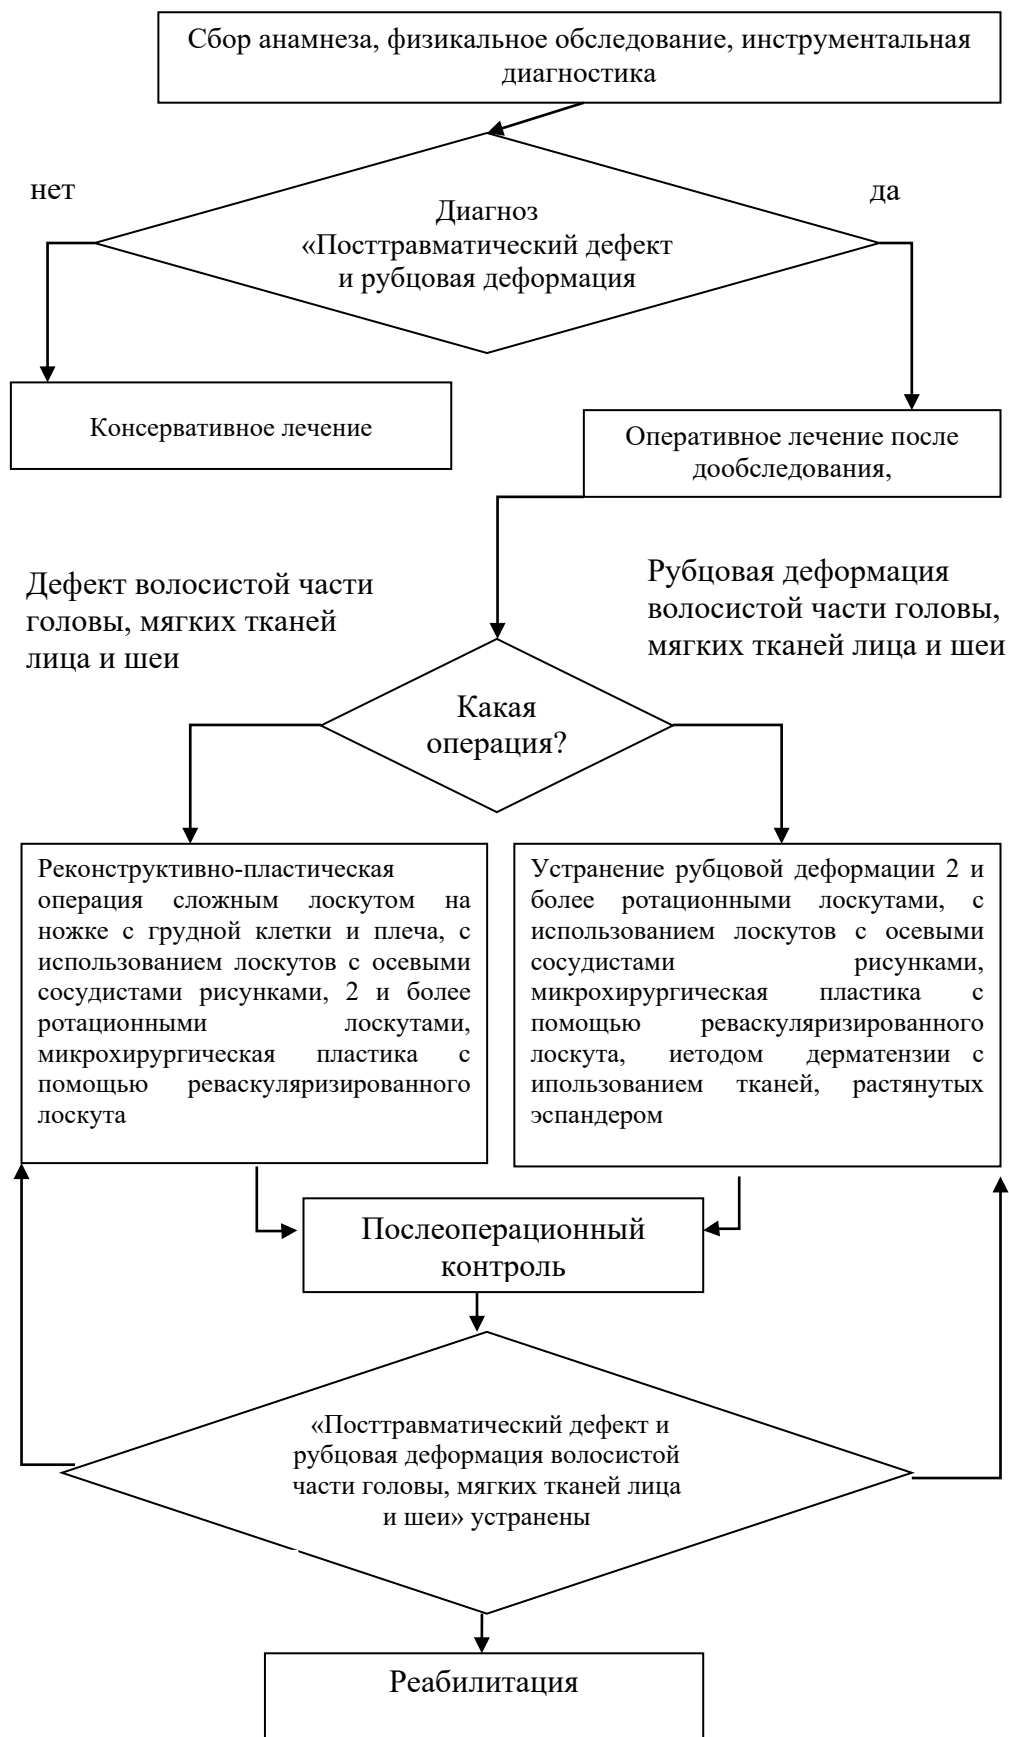 Сбор анамнеза, физикальное обследование, инструментальная
диагностика
нет
да
Диагноз
«Посттравматический дефект
и рубцовая деформация
Консервативное лечение
Оперативное лечение после
дообследования,
Дефект волосистой части
головы, мягких тканей
лица и шеи
Рубцовая деформация
волосистой части головы,
мягких тканей лица и шеи
Какая
операция?
Реконструктивно-пластическая
операция сложным лоскутом на
ножке с грудной клетки и плеча, с
использованием лоскутов с осевыми
сосудистами рисунками, 2 и более
ротационными лоскутами,
микрохирургическая пластика с
помощью реваскуляризированного
лоскута
Устранение рубцовой деформации 2 и
более ротационными лоскутами, с
использованием лоскутов с осевыми
сосудистами рисунками,
микрохирургическая пластика с
помощью реваскуляризированного
лоскута, иетодом дерматензии с
ипользованием тканей, растянутых
эспандером
Послеоперационный
контроль
«Посттравматический дефект и
рубцовая деформация волосистой
части головы, мягких тканей лица
и шеи» устранены
Реабилитация